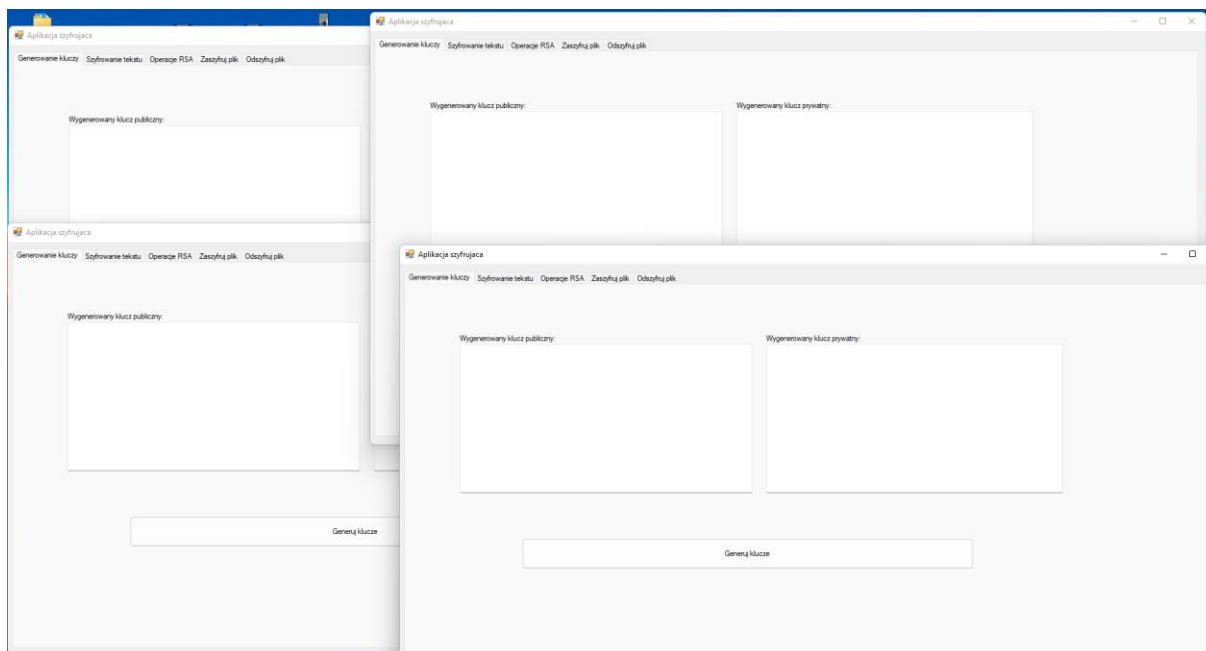 Aplikacja szyfrujaca
Generowanie kluczy Szyfrowanie tekstu Operacje RSA Zaszyfruj plik Odszyfruj plik
Wygenerowany klucz publiczny:
Aplikacja szyfrujaca
Generowanie kluczy Szyfrowanie tekstu Operacje RSA Zaszyfruj plik Odszyfruj plik
Wygenerowany klucz publiczny: Wygenerowany klucz prywatny:
Aplikacja szyfrujaca
Generowanie kluczy Szyfrowanie tekstu Operacje RSA Zaszyfruj plik Odszyfruj plik
Wygenerowany klucz publiczny:
Generuj klucze
Aplikacja szyfrujaca
Generowanie kluczy Szyfrowanie tekstu Operacje RSA Zaszyfruj plik Odszyfruj plik
Wygenerowany klucz publiczny: Wygenerowany klucz prywatny:
Generuj klucze